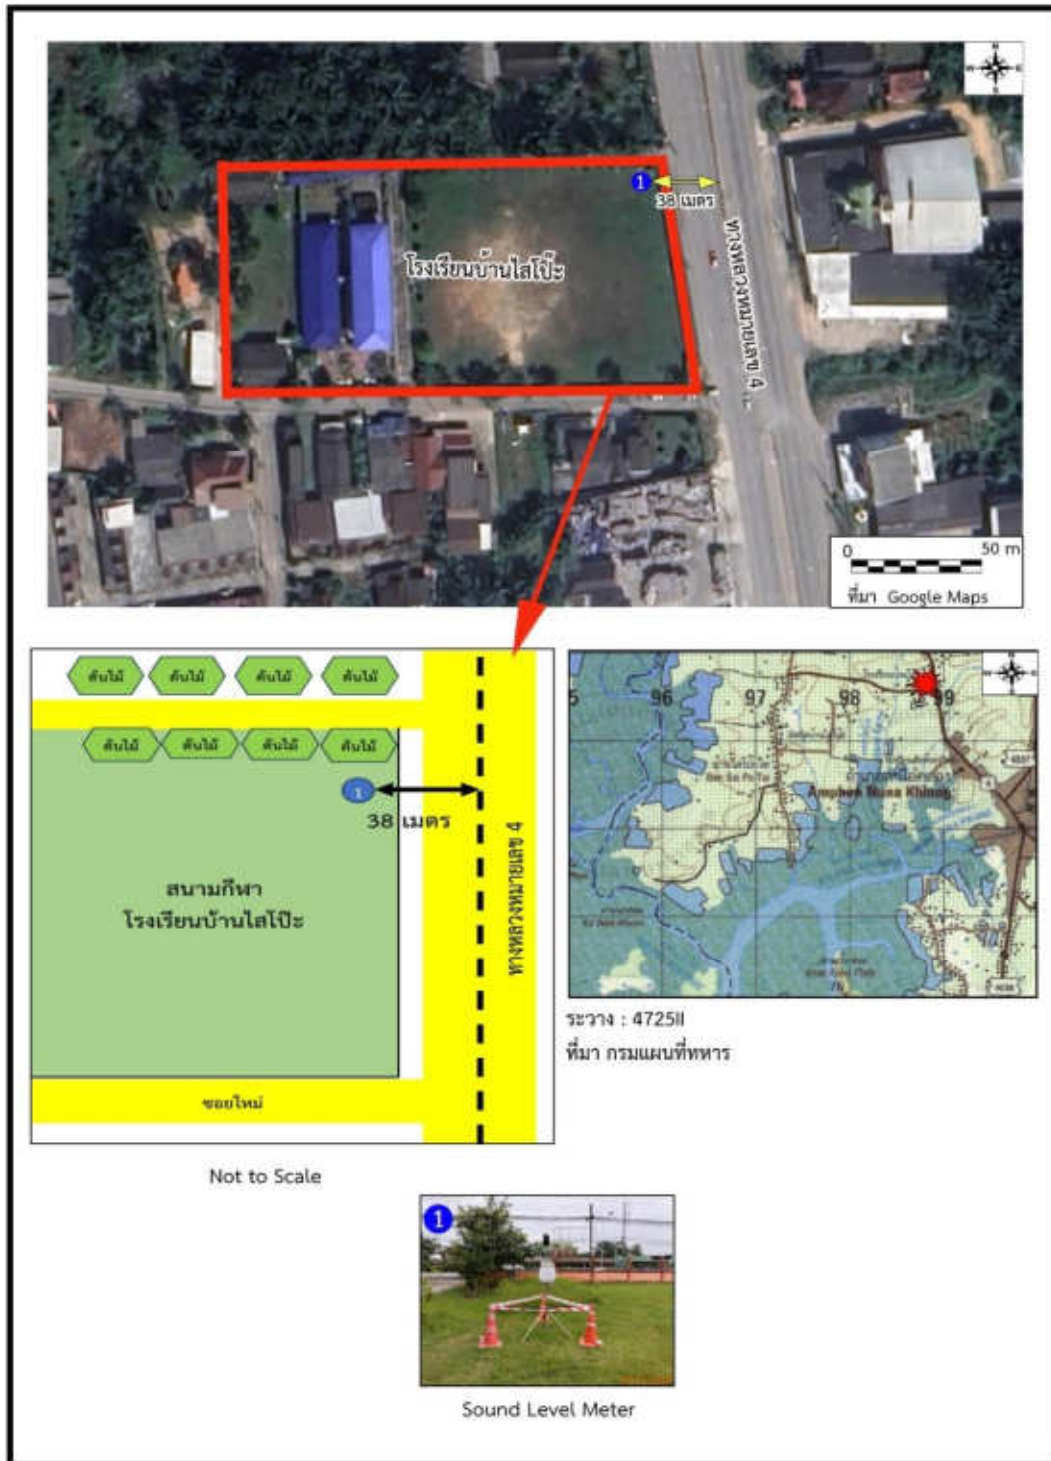 N
W E
S
1
38 เมตร
โรงเรียนบ้านไสโป๊ะ
ทางหลวงหมายเลข 4
0 50 m
ที่มา Google Maps
ต้นไม้ ต้นไม้ ต้นไม้ ต้นไม้
ต้นไม้ ต้นไม้ ต้นไม้ ต้นไม้
1
38 เมตร
สนามกีฬา
โรงเรียนบ้านไสโป๊ะ
ทางหลวงหมายเลข 4
ซอยใหม่
Not to Scale
5 96 97 98 99
Amphoe Nuea Khlong
4
ระวาง : 4725II
ที่มา กรมแผนที่ทหาร
1
Sound Level Meter